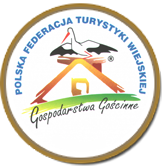 POLSKA FEDERACJA TURYSTYKI WIEJSKIEJ
®
Gospodarstwa Gościnne